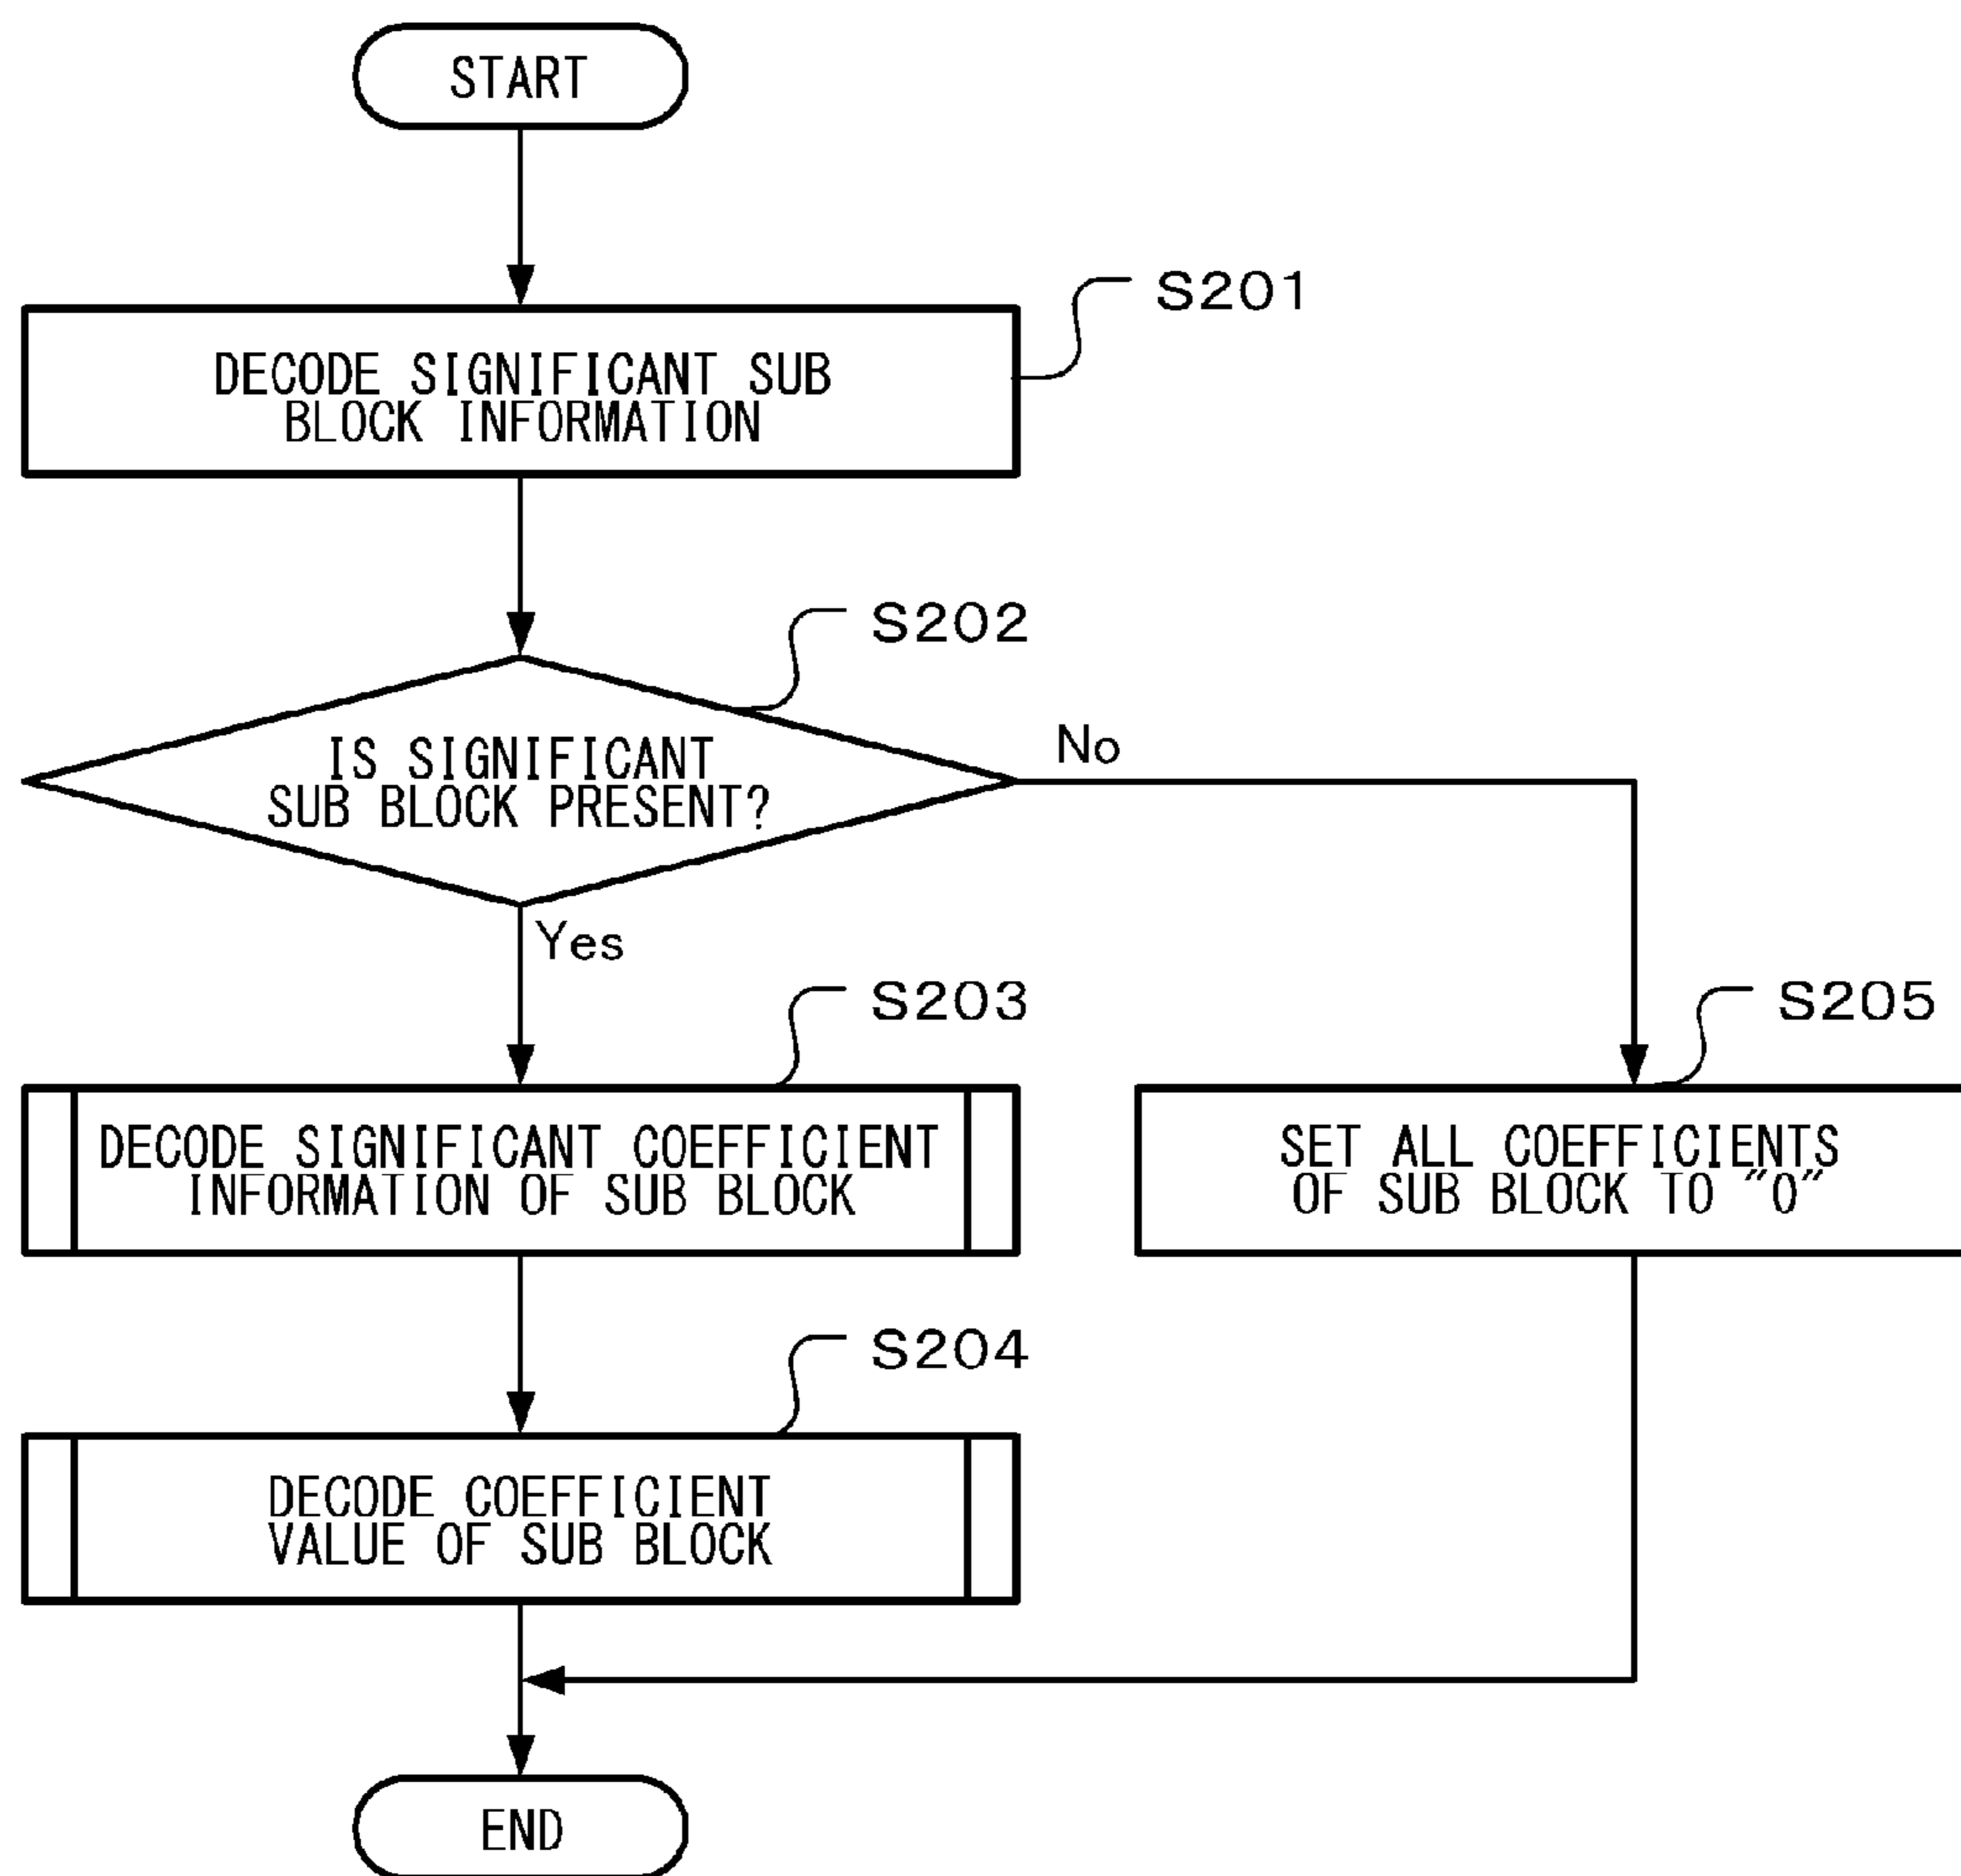 START
S201
DECODE SIGNIFICANT SUB
BLOCK INFORMATION
S202
IS SIGNIFICANT
SUB BLOCK PRESENT?
No
Yes
S203
S205
DECODE SIGNIFICANT COEFFICIENT
INFORMATION OF SUB BLOCK
SET ALL COEFFICIENTS
OF SUB BLOCK TO "0"
S204
DECODE COEFFICIENT
VALUE OF SUB BLOCK
END